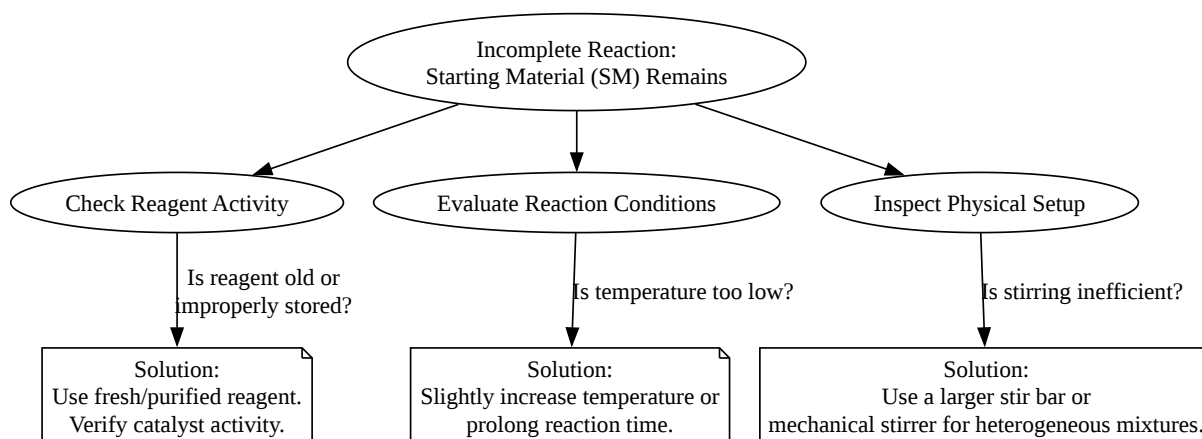 Incomplete Reaction:
Starting Material (SM) Remains
Check Reagent Activity
Evaluate Reaction Conditions
Inspect Physical Setup
Is reagent old or
improperly stored?
Is temperature too low?
Is stirring inefficient?
Solution:
Use fresh/purified reagent.
Verify catalyst activity.
Solution:
Slightly increase temperature or
prolong reaction time.
Solution:
Use a larger stir bar or
mechanical stirrer for heterogeneous mixtures.